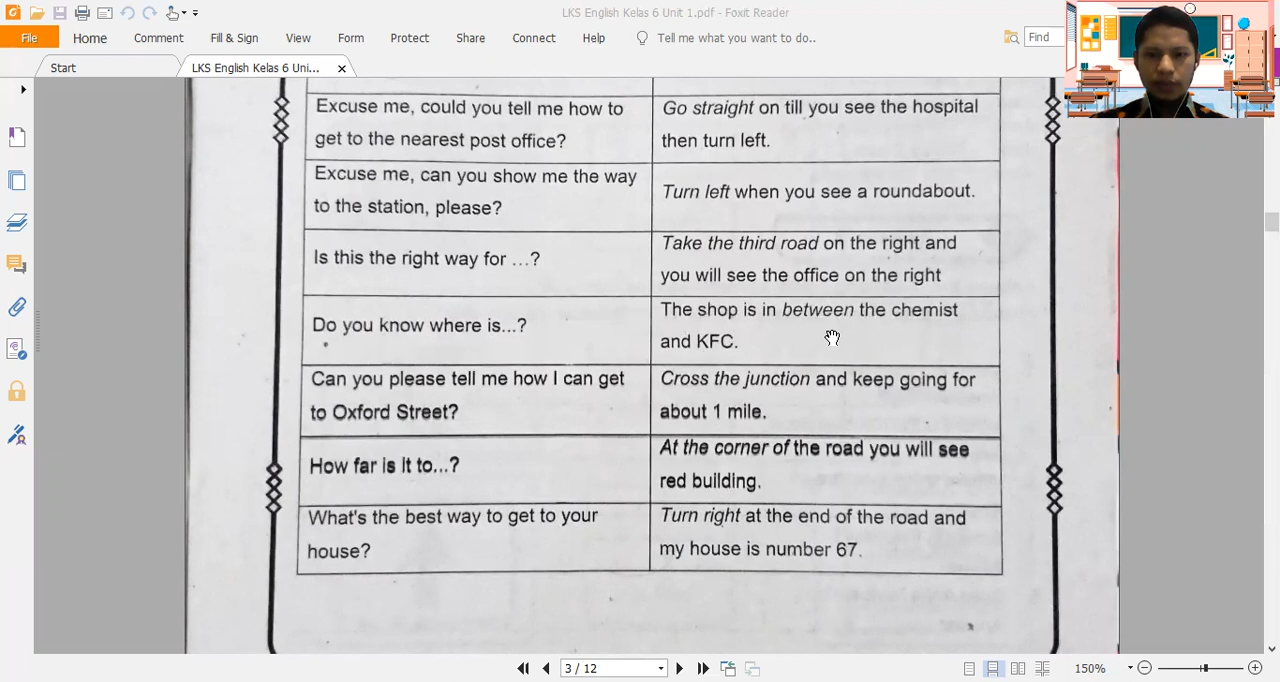 LKS English Kelas 6 Unit 1.pdf - Foxit Reader
File Home Comment Fill & Sign View Form Protect Share Connect Help Tell me what you want to do.. Find
Start LKS English Kelas 6 Uni...
Excuse me, could you tell me how to
get to the nearest post office?
Go straight on till you see the hospital
then turn left.
Excuse me, can you show me the way
to the station, please?
Turn left when you see a roundabout.
Is this the right way for ...?
Take the third road on the right and
you will see the office on the right
Do you know where is...?
The shop is in between the chemist
and KFC.
Can you please tell me how I can get
to Oxford Street?
Cross the junction and keep going for
about 1 mile.
How far is it to...?
At the corner of the road you will see
red building.
What's the best way to get to your
house?
Turn right at the end of the road and
my house is number 67.
3 / 12 150%